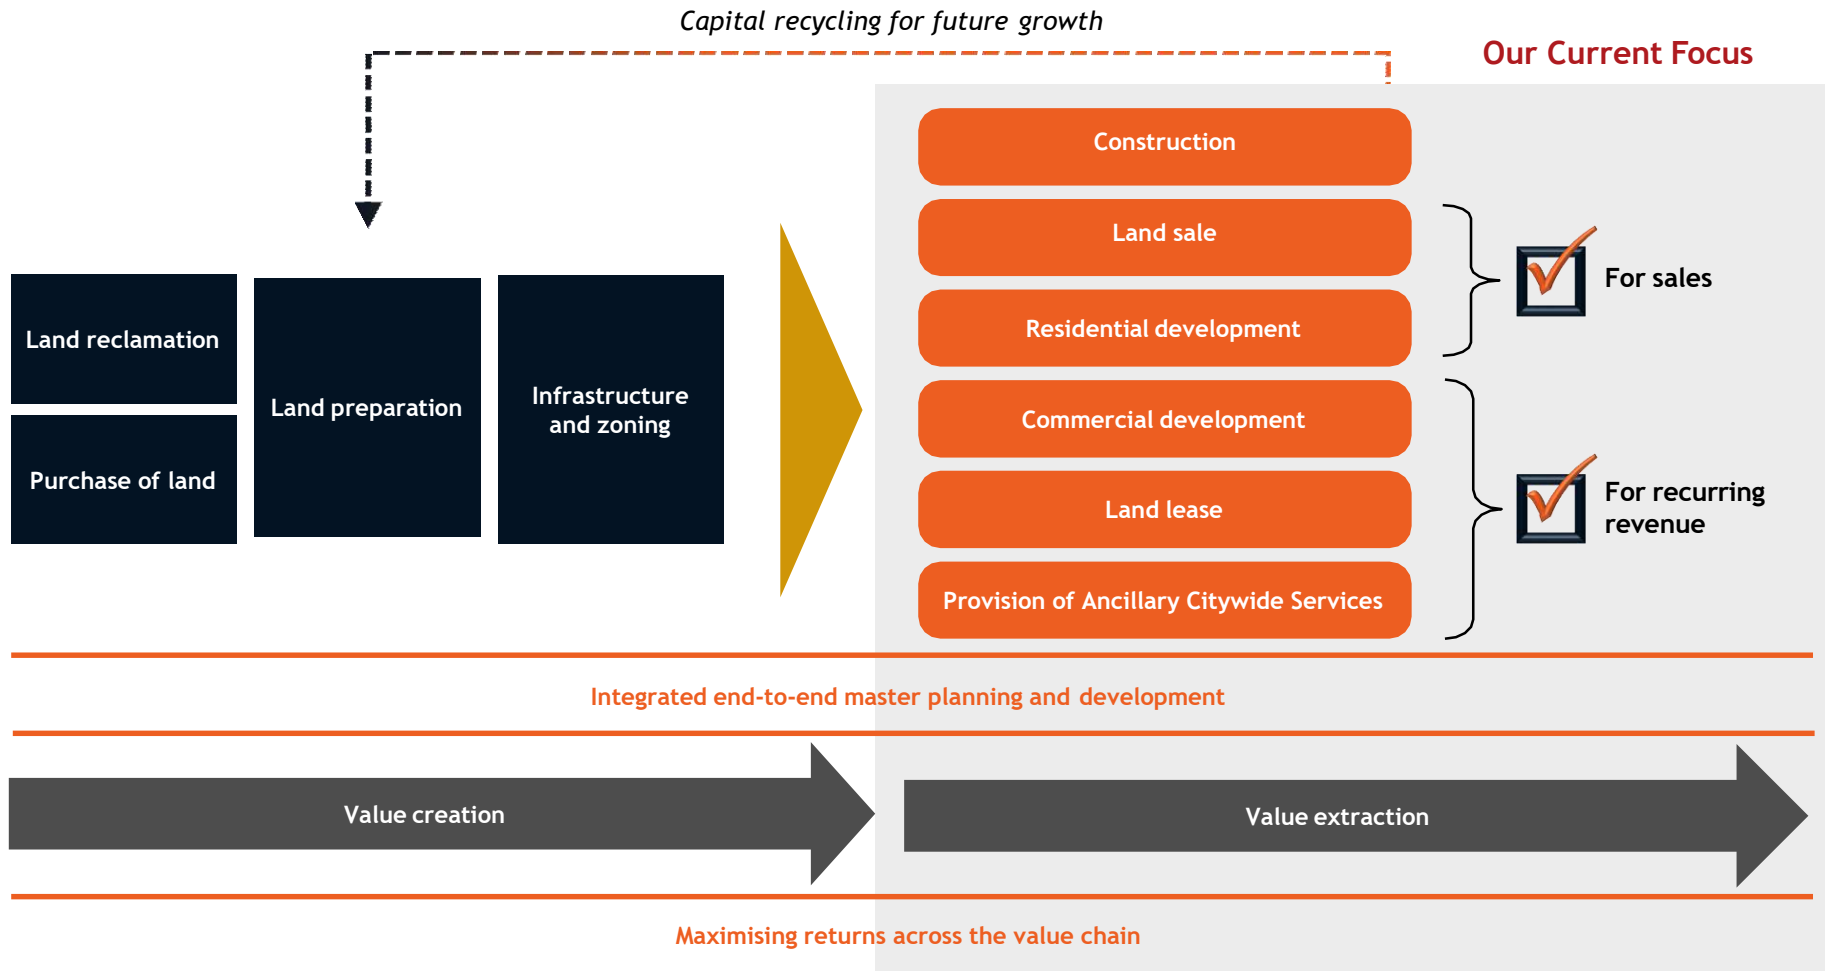 Capital recycling for future growth
Our Current Focus
Land reclamation
Purchase of land
Land preparation
Infrastructure
and zoning
Construction
Land sale
Residential development
Commercial development
Land lease
Provision of Ancillary Citywide Services
For sales
For recurring
revenue
Integrated end-to-end master planning and development
Value creation
Value extraction
Maximising returns across the value chain